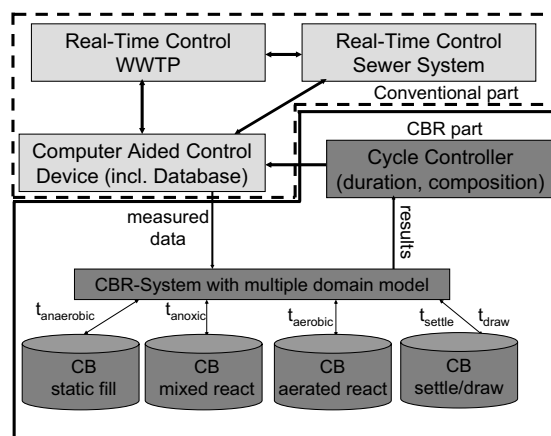 Real-Time Control
WWTP
Real-Time Control
Sewer System
Conventional part
CBR part
Computer Aided Control
Device (incl. Database)
Cycle Controller
(duration, composition)
measured
data
results
CBR-System with multiple domain model
tanaerobic
tanoxic
taerobic
tsettle
tdraw
CB
static fill
CB
mixed react
CB
aerated react
CB
settle/draw